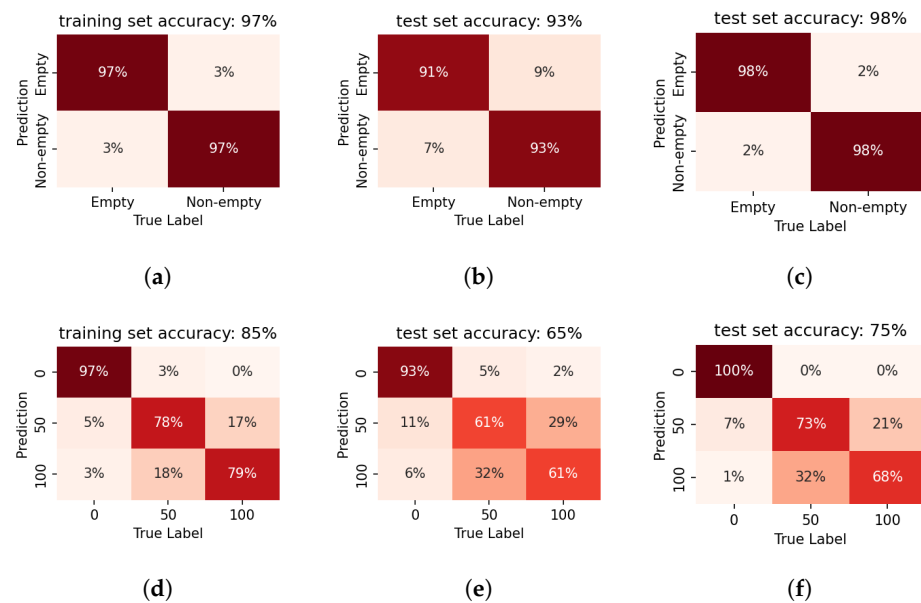 training set accuracy: 97%
test set accuracy: 93%
test set accuracy: 98%
Prediction
Empty
Non-empty
97%
3%
3%
97%
Empty
Non-empty
True Label
Prediction
Empty
Non-empty
91%
9%
7%
93%
Empty
Non-empty
True Label
Prediction
Empty
Non-empty
98%
2%
2%
98%
Empty
Non-empty
True Label
(a)
(b)
(c)
training set accuracy: 85%
test set accuracy: 65%
test set accuracy: 75%
Prediction
0
50
100
97%
3%
0%
5%
78%
17%
3%
18%
79%
0
50
100
True Label
Prediction
0
50
100
93%
5%
2%
11%
61%
29%
6%
32%
61%
0
50
100
True Label
Prediction
0
50
100
100%
0%
0%
7%
73%
21%
1%
32%
68%
0
50
100
True Label
(d)
(e)
(f)